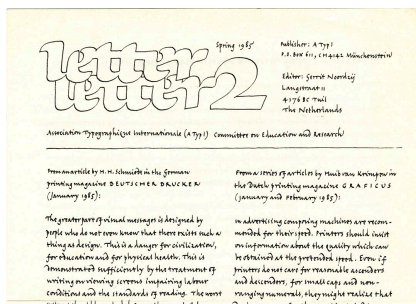 letter
letter2
Spring 1985
Publisher: ATypI
P.O. Box 611, CH4142 Münchenstein
Editor: Gerrit Noordzij
Langstraat 11
4176 BC Tuil
The Netherlands
Association Typographique Internationale (ATypI) Committee on Education and Research
From an article by H.H. Schmidt in the German
printing magazine DEUTSCHER DRUCKER
(January 1985):
The greater part of visual messages is designed by
people who do not even know that there exists such a
thing as design. This is a danger for civilization,
for education and for physical health. This is
demonstrated sufficiently by the treatment of
writing on viewing screens impairing labour
conditions and the standards of reading. The worst
From a series of articles by Huib van Krimpen in
the Dutch printing magazine GRAFICUS
(January and February 1985):
In advertising composing machines are recom-
mended for their speed. Printers should insist
on information about the quality which can
be obtained at the pretended speed. Even if
printers do not care for reasonable ascenders
and descenders, for small caps and non-
ranging numerals, they might realize that